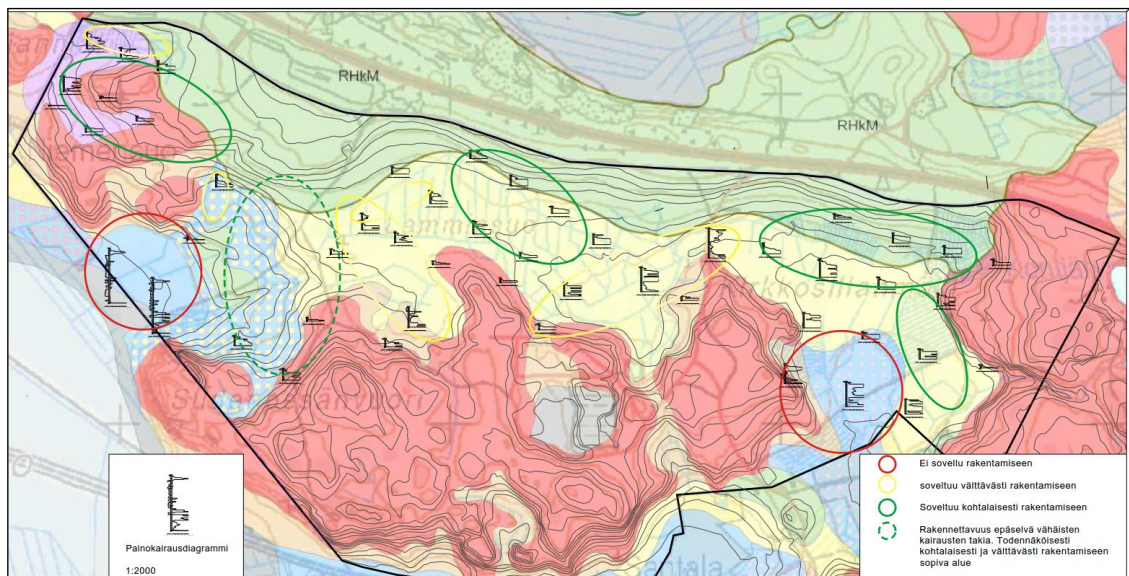 RHkM
RHkM
Ei sovellu rakentamiseen
soveltuu välttävästi rakentamiseen
Soveltuu kohtalaisesti rakentamiseen
Rakennettavuus epäselvä vähäisten
kairausten takia. Todennäköisesti
kohtalaisesti ja välttävästi rakentamiseen
sopiva alue
Painokairausdiagrammi
1:2000